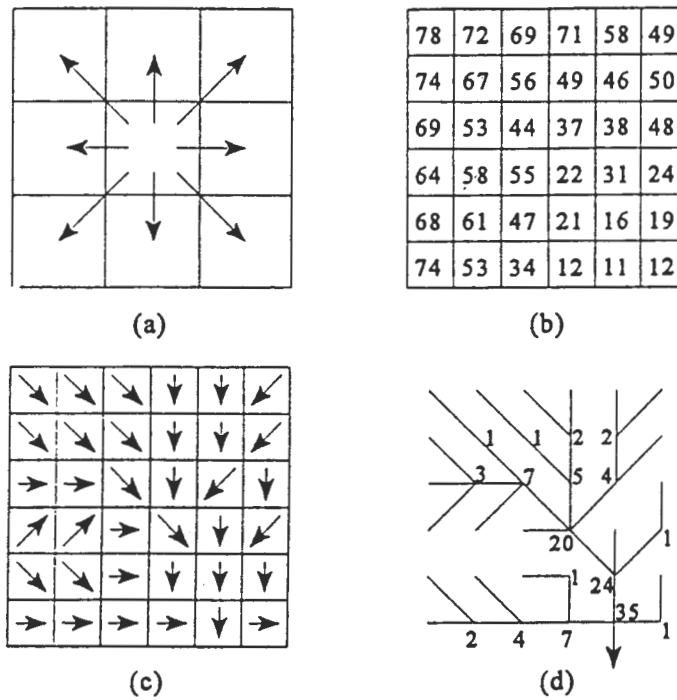 78 72 69 71 58 49
74 67 56 49 46 50
69 53 44 37 38 48
64 58 55 22 31 24
68 61 47 21 16 19
74 53 34 12 11 12
(a)
(b)
1 1 2 2
3 7 5 4
20 1
1 24
35
2 4 7 1
(c)
(d)